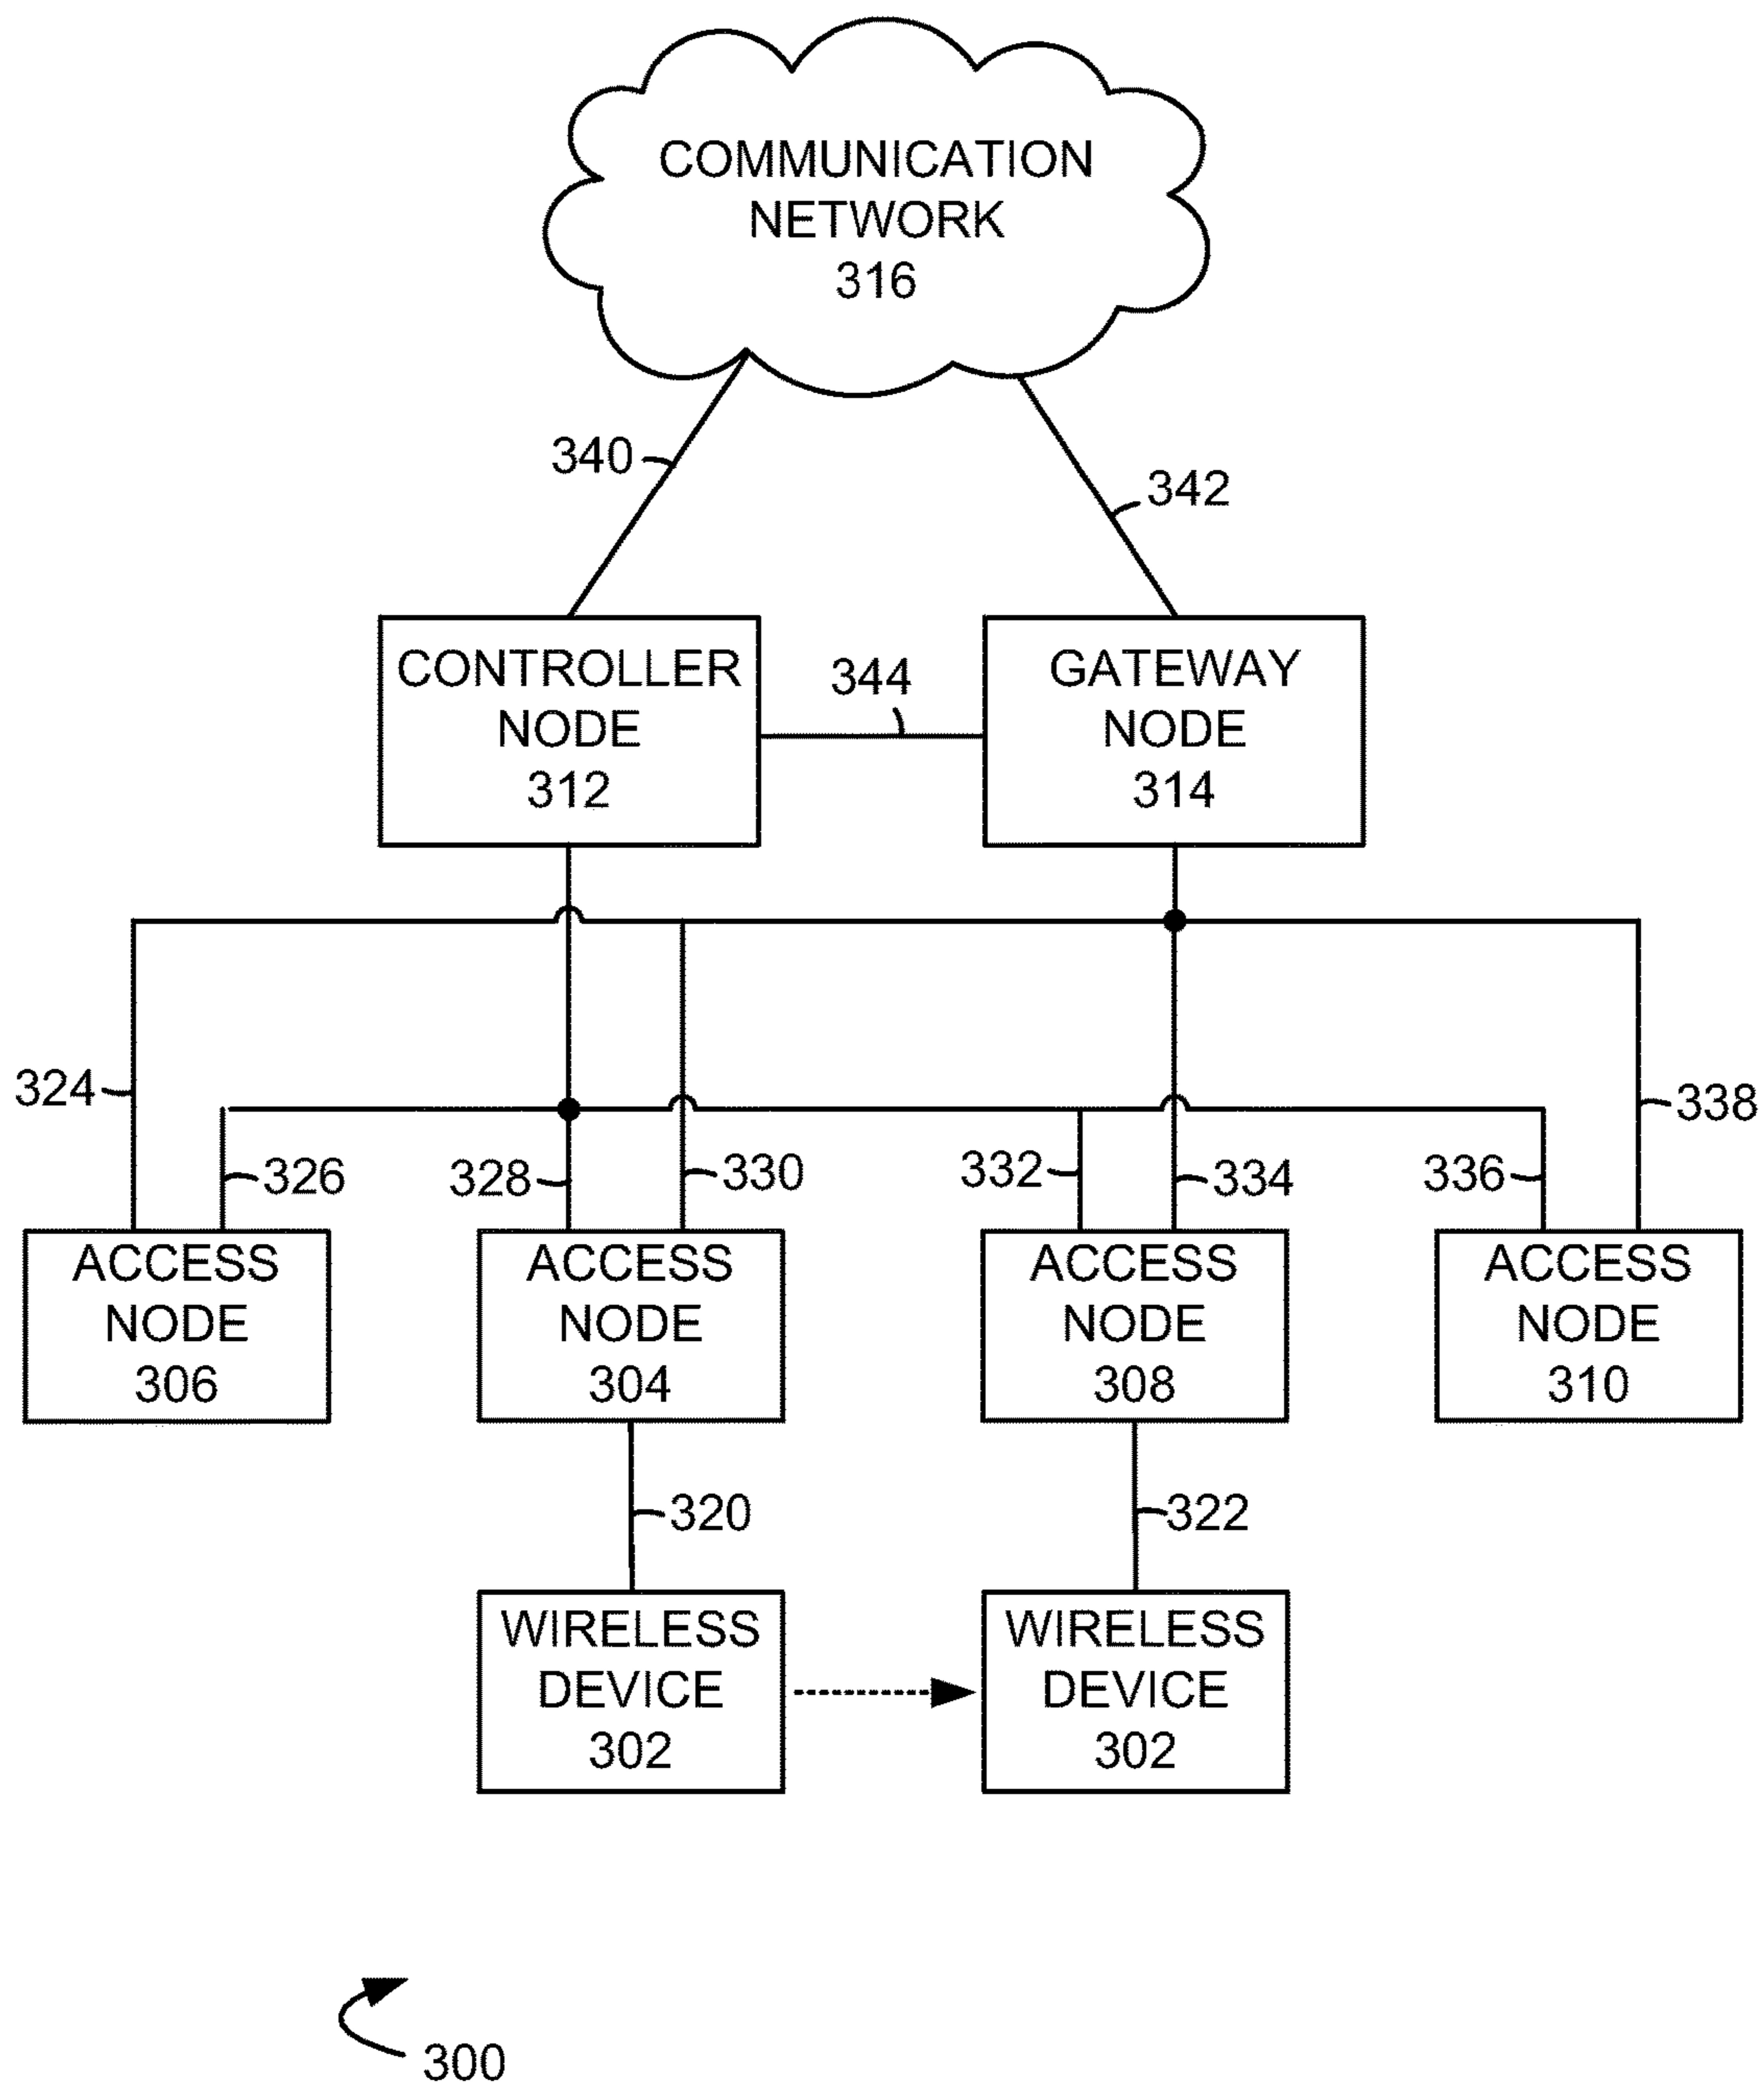 COMMUNICATION
NETWORK
316
340
342
CONTROLLER
NODE
312
344
GATEWAY
NODE
314
324
338
326
328
330
332
334
336
ACCESS
NODE
306
ACCESS
NODE
304
ACCESS
NODE
308
ACCESS
NODE
310
320
322
WIRELESS
DEVICE
302
WIRELESS
DEVICE
302
300